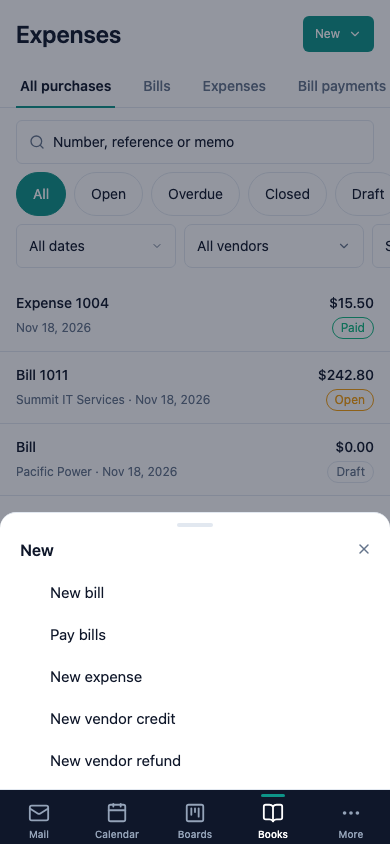 Expenses
New
All purchases Bills Expenses Bill payments
Number, reference or memo
All Open Overdue Closed Draft
All dates All vendors S
Expense 1004 $15.50
Nov 18, 2026 Paid
Bill 1011 $242.80
Summit IT Services · Nov 18, 2026 Open
Bill $0.00
Pacific Power · Nov 18, 2026 Draft
New
New bill
Pay bills
New expense
New vendor credit
New vendor refund
Mail Calendar Boards Books More